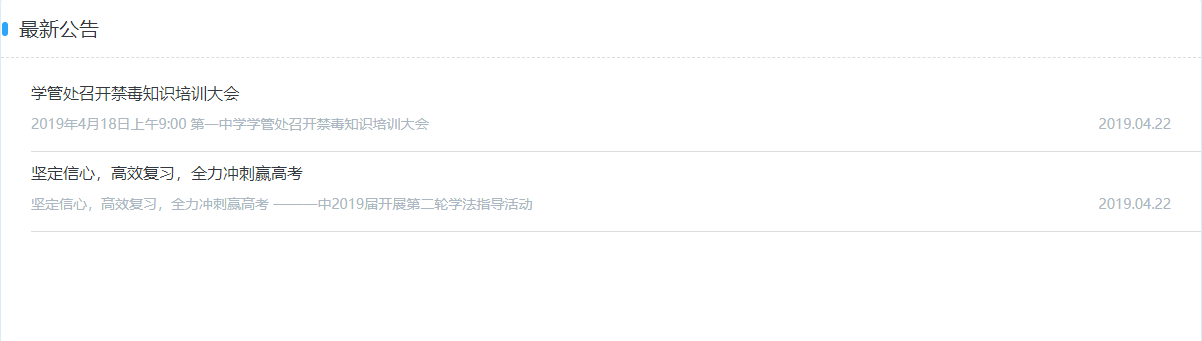 最新公告
学管处召开禁毒知识培训大会
2019年4月18日上午9:00 第一中学学管处召开禁毒知识培训大会 2019.04.22
坚定信心，高效复习，全力冲刺赢高考
坚定信心，高效复习，全力冲刺赢高考 ———中2019届开展第二轮学法指导活动 2019.04.22